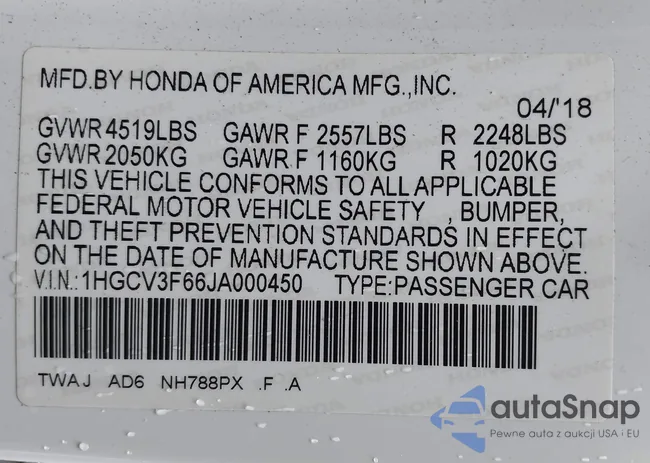 MFD.BY HONDA OF AMERICA MFG.,INC.
04/'18
GVWR 4519LBS GAWR F 2557LBS R 2248LBS
GVWR 2050KG GAWR F 1160KG R 1020KG
THIS VEHICLE CONFORMS TO ALL APPLICABLE
FEDERAL MOTOR VEHICLE SAFETY , BUMPER,
AND THEFT PREVENTION STANDARDS IN EFFECT
ON THE DATE OF MANUFACTURE SHOWN ABOVE.
V.I.N.:1HGCV3F66JA000450 TYPE:PASSENGER CAR
TWAJ AD6 NH788PX .F .A
autaSnap
Pewne auta z aukcji USA i EU